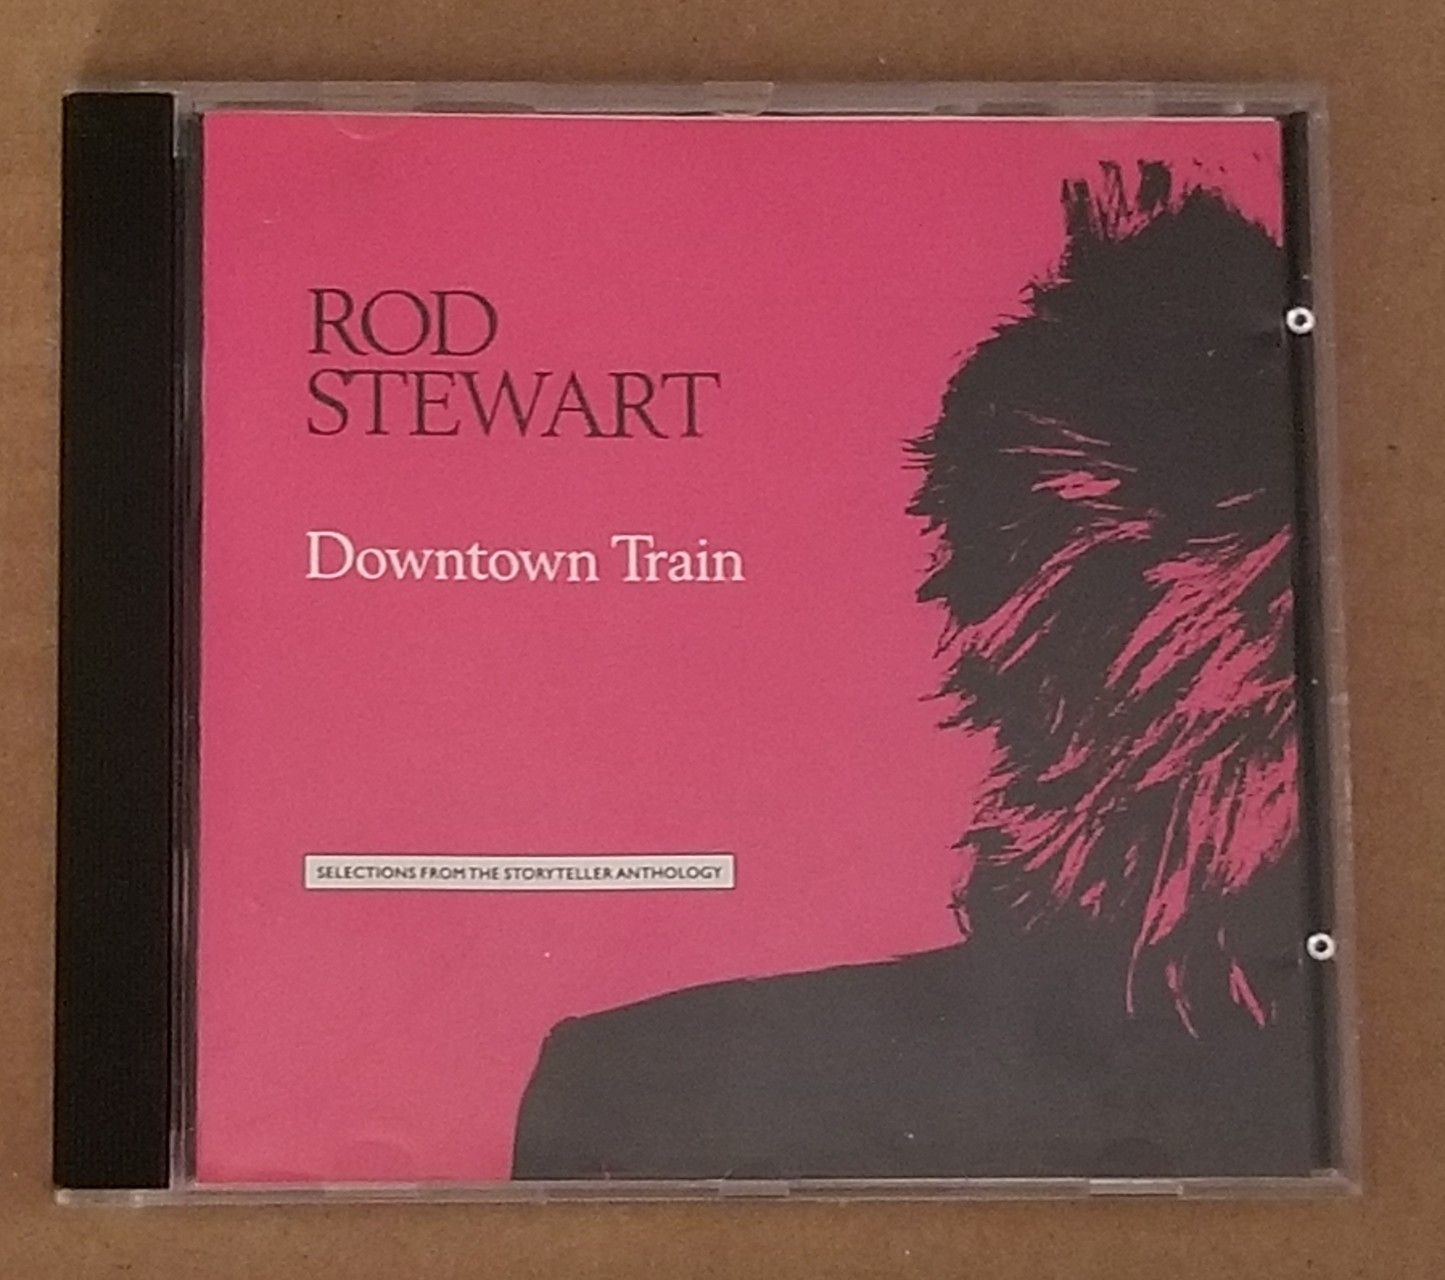 ROD
STEWART
Downtown Train
SELECTIONS FROM THE STORYTELLER ANTHOLOGY